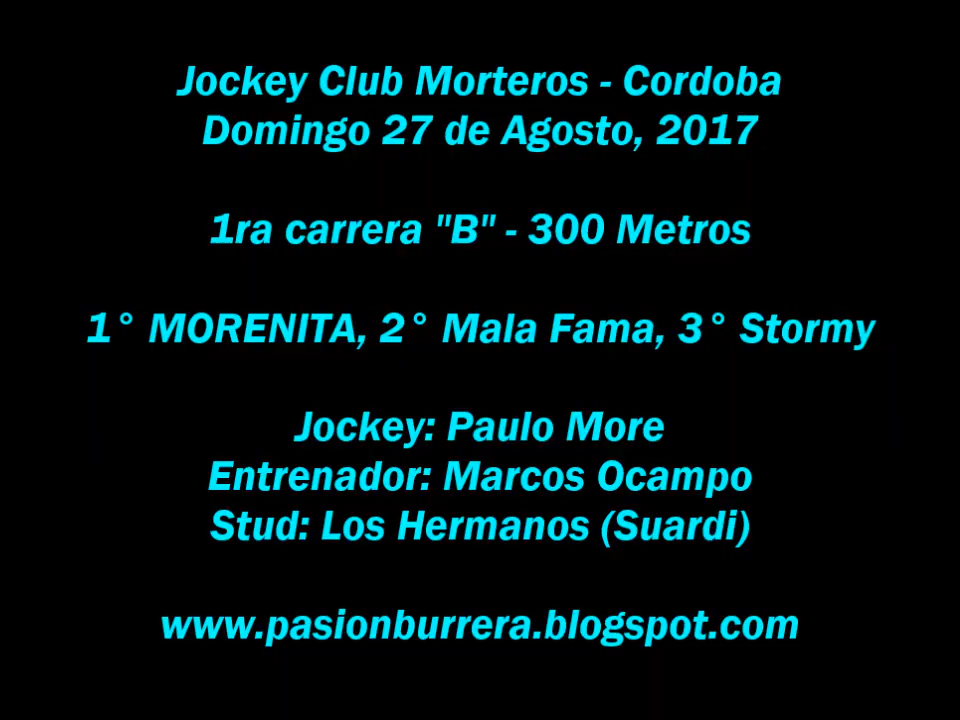 Jockey Club Morteros - Cordoba
Domingo 27 de Agosto, 2017
1ra carrera "B" - 300 Metros
1° MORENITA, 2° Mala Fama, 3° Stormy
Jockey: Paulo More
Entrenador: Marcos Ocampo
Stud: Los Hermanos (Suardi)
www.pasionburrera.blogspot.com